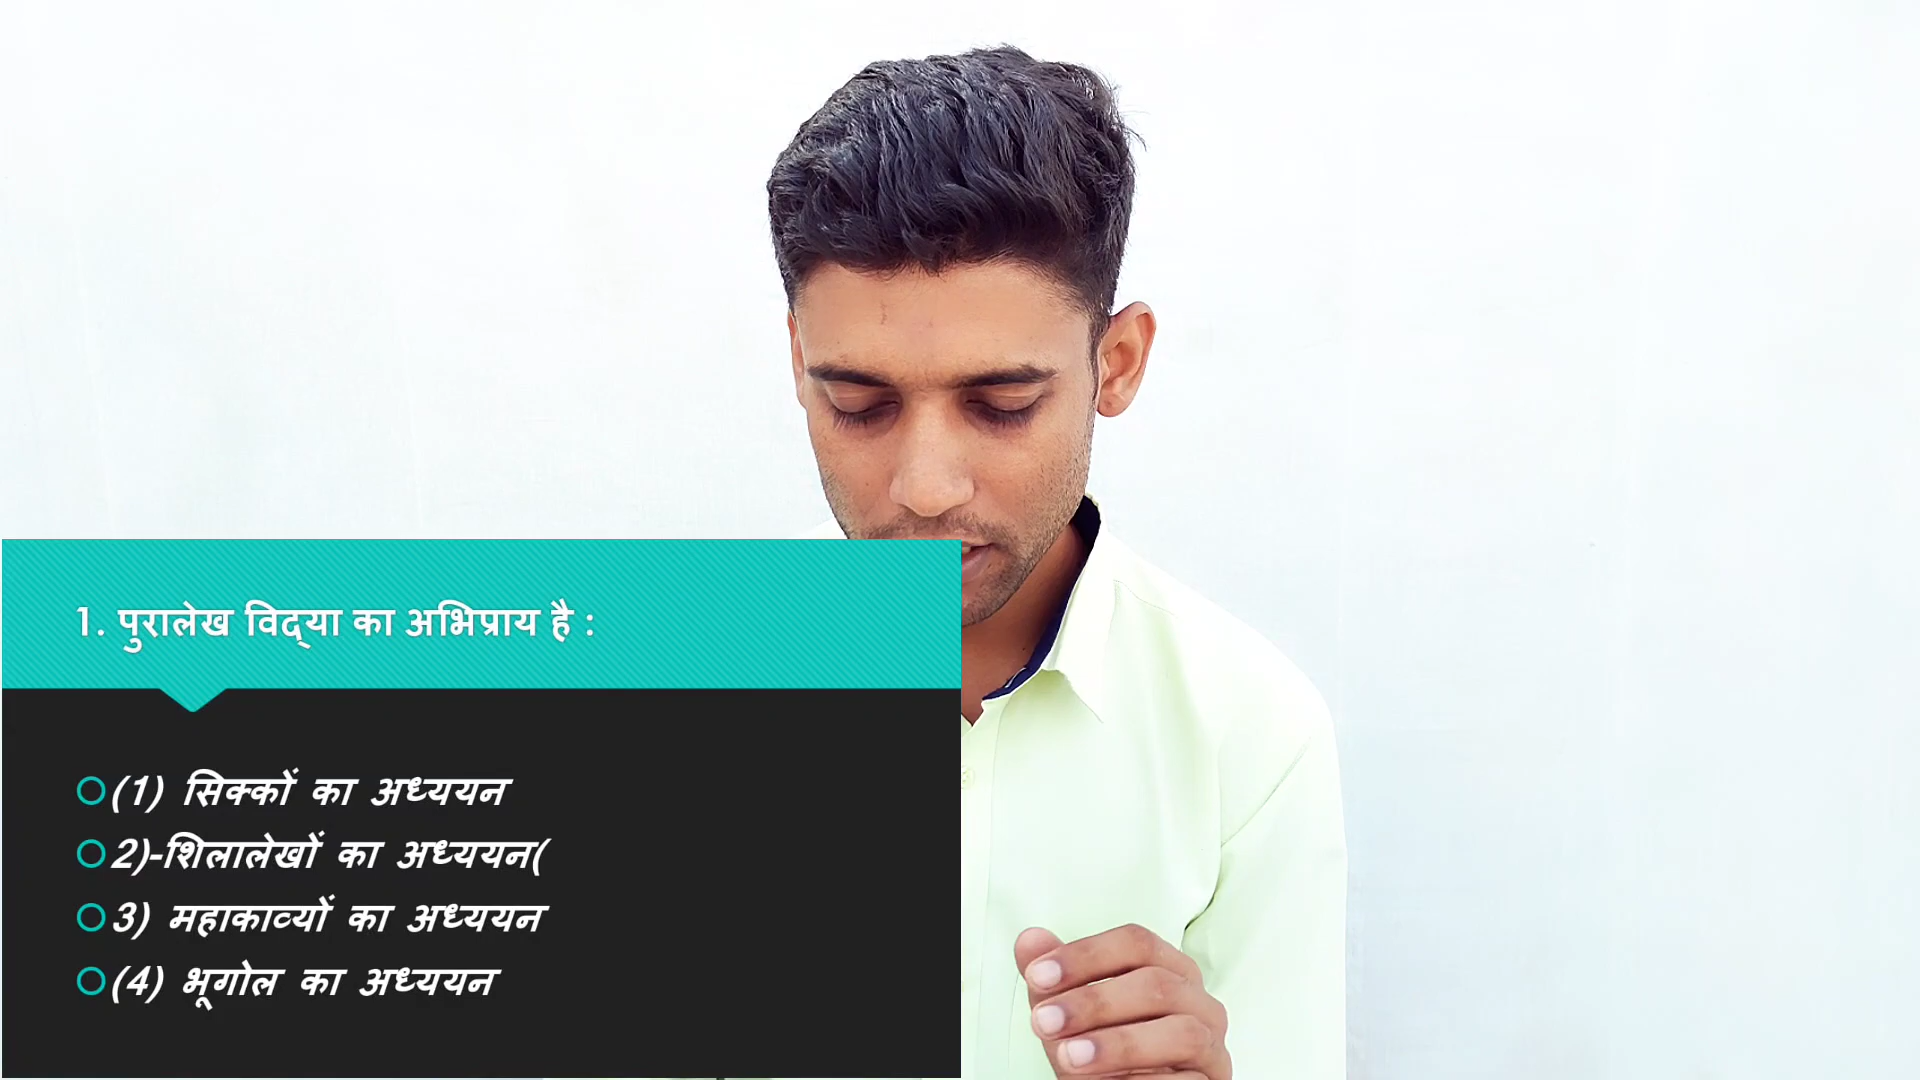 1. पुरालेख विद्‌या का अभिप्राय है :
(1) सिक्कों का अध्ययन
2)-शिलालेखों का अध्ययन(
3) महाकाव्यों का अध्ययन
(4) भूगोल का अध्ययन